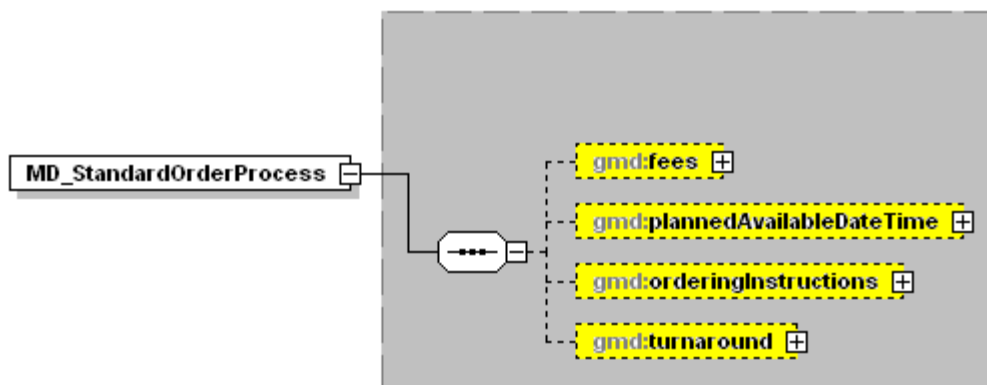 MD_StandardOrderProcess
gmd:fees
gmd:plannedAvailableDateTime
gmd:orderingInstructions
gmd:turnaround